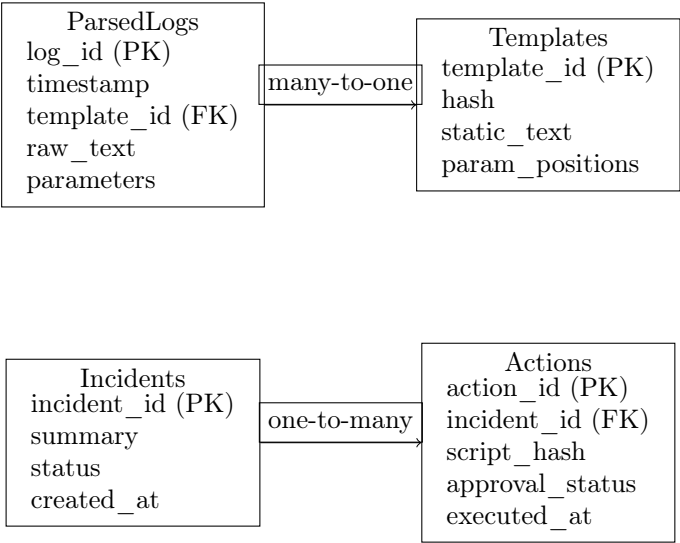 ParsedLogs
log_id (PK)
timestamp
template_id (FK)
raw_text
parameters
many-to-one
Templates
template_id (PK)
hash
static_text
param_positions
Incidents
incident_id (PK)
summary
status
created_at
one-to-many
Actions
action_id (PK)
incident_id (FK)
script_hash
approval_status
executed_at